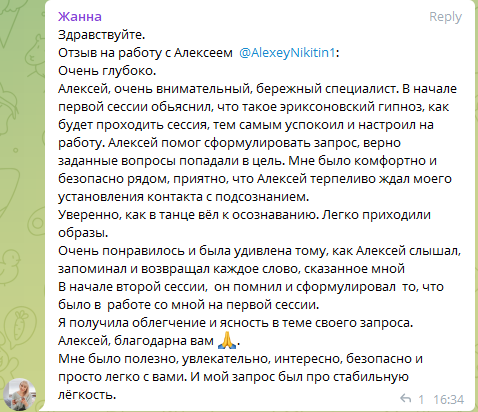 Жанна Reply
Здравствуйте.
Отзыв на работу с Алексеем @AlexeyNikitin1:
Очень глубоко.
Алексей, очень внимательный, бережный специалист. В начале
первой сессии обьяснил, что такое эриксоновский гипноз, как
будет проходить сессия, тем самым успокоил и настроил на
работу. Алексей помог сформулировать запрос, верно
заданные вопросы попадали в цель. Мне было комфортно и
безопасно рядом, приятно, что Алексей терпеливо ждал моего
установления контакта с подсознанием.
Уверенно, как в танце вёл к осознаванию. Легко приходили
образы.
Очень понравилось и была удивлена тому, как Алексей слышал,
запоминал и возвращал каждое слово, сказанное мной
В начале второй сессии, он помнил и сформулировал то, что
было в работе со мной на первой сессии.
Я получила облегчение и ясность в теме своего запроса.
Алексей, благодарна вам 🙏.
Мне было полезно, увлекательно, интересно, безопасно и
просто легко с вами. И мой запрос был про стабильную
лёгкость.
1 16:34